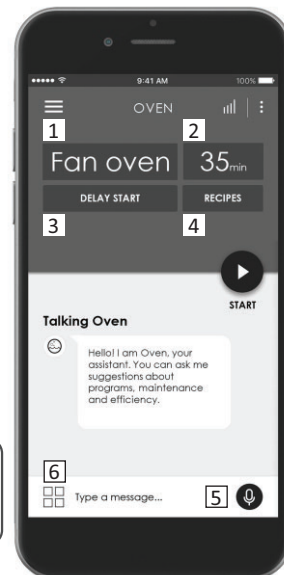 9:41 AM 100%
OVEN
1 2
Fan oven 35min
DELAY START RECIPES
3 4
START
Talking Oven
Hello! I am Oven, your
assistant. You can ask me
suggestions about
programs, maintenance
and efficiency.
6
Type a message... 5